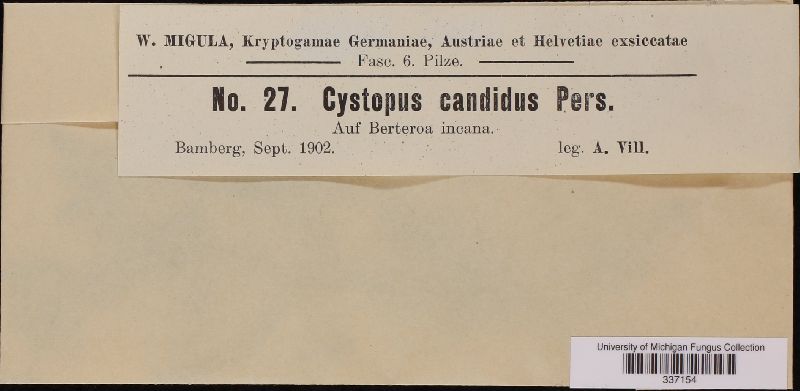 W. MIGULA, Kryptogamae Germaniae, Austriae et Helvetiae exsiccatae
Fasc. 6. Pilze.
No. 27. Cystopus candidus Pers.
Auf Berteroa incana.
Bamberg, Sept. 1902. leg. A. Vill.
University of Michigan Fungus Collection
337154